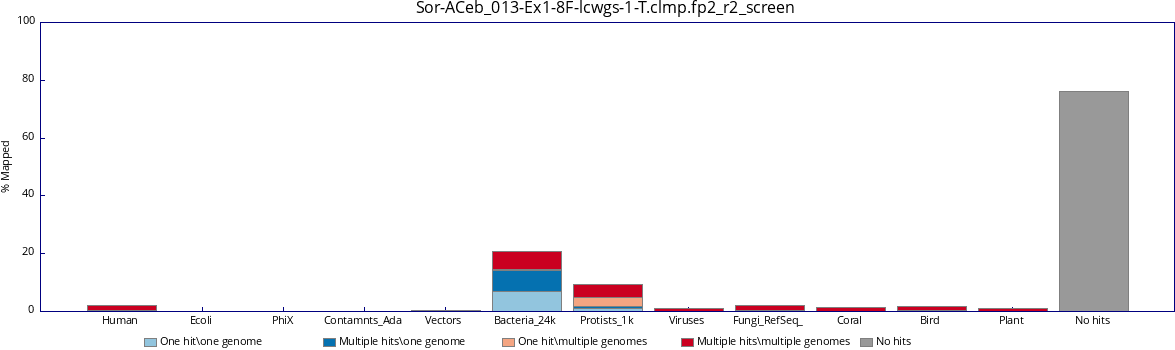 Sor-ACeb_013-Ex1-8F-lcwgs-1-T.clmp.fp2_r2_screen
100
80
60
40
20
0
% Mapped
Human Ecoli PhiX Contamnts_Ada Vectors Bacteria_24k Protists_1k Viruses Fungi_RefSeq_ Coral Bird Plant No hits
One hit\one genome Multiple hits\one genome One hit\multiple genomes Multiple hits\multiple genomes No hits